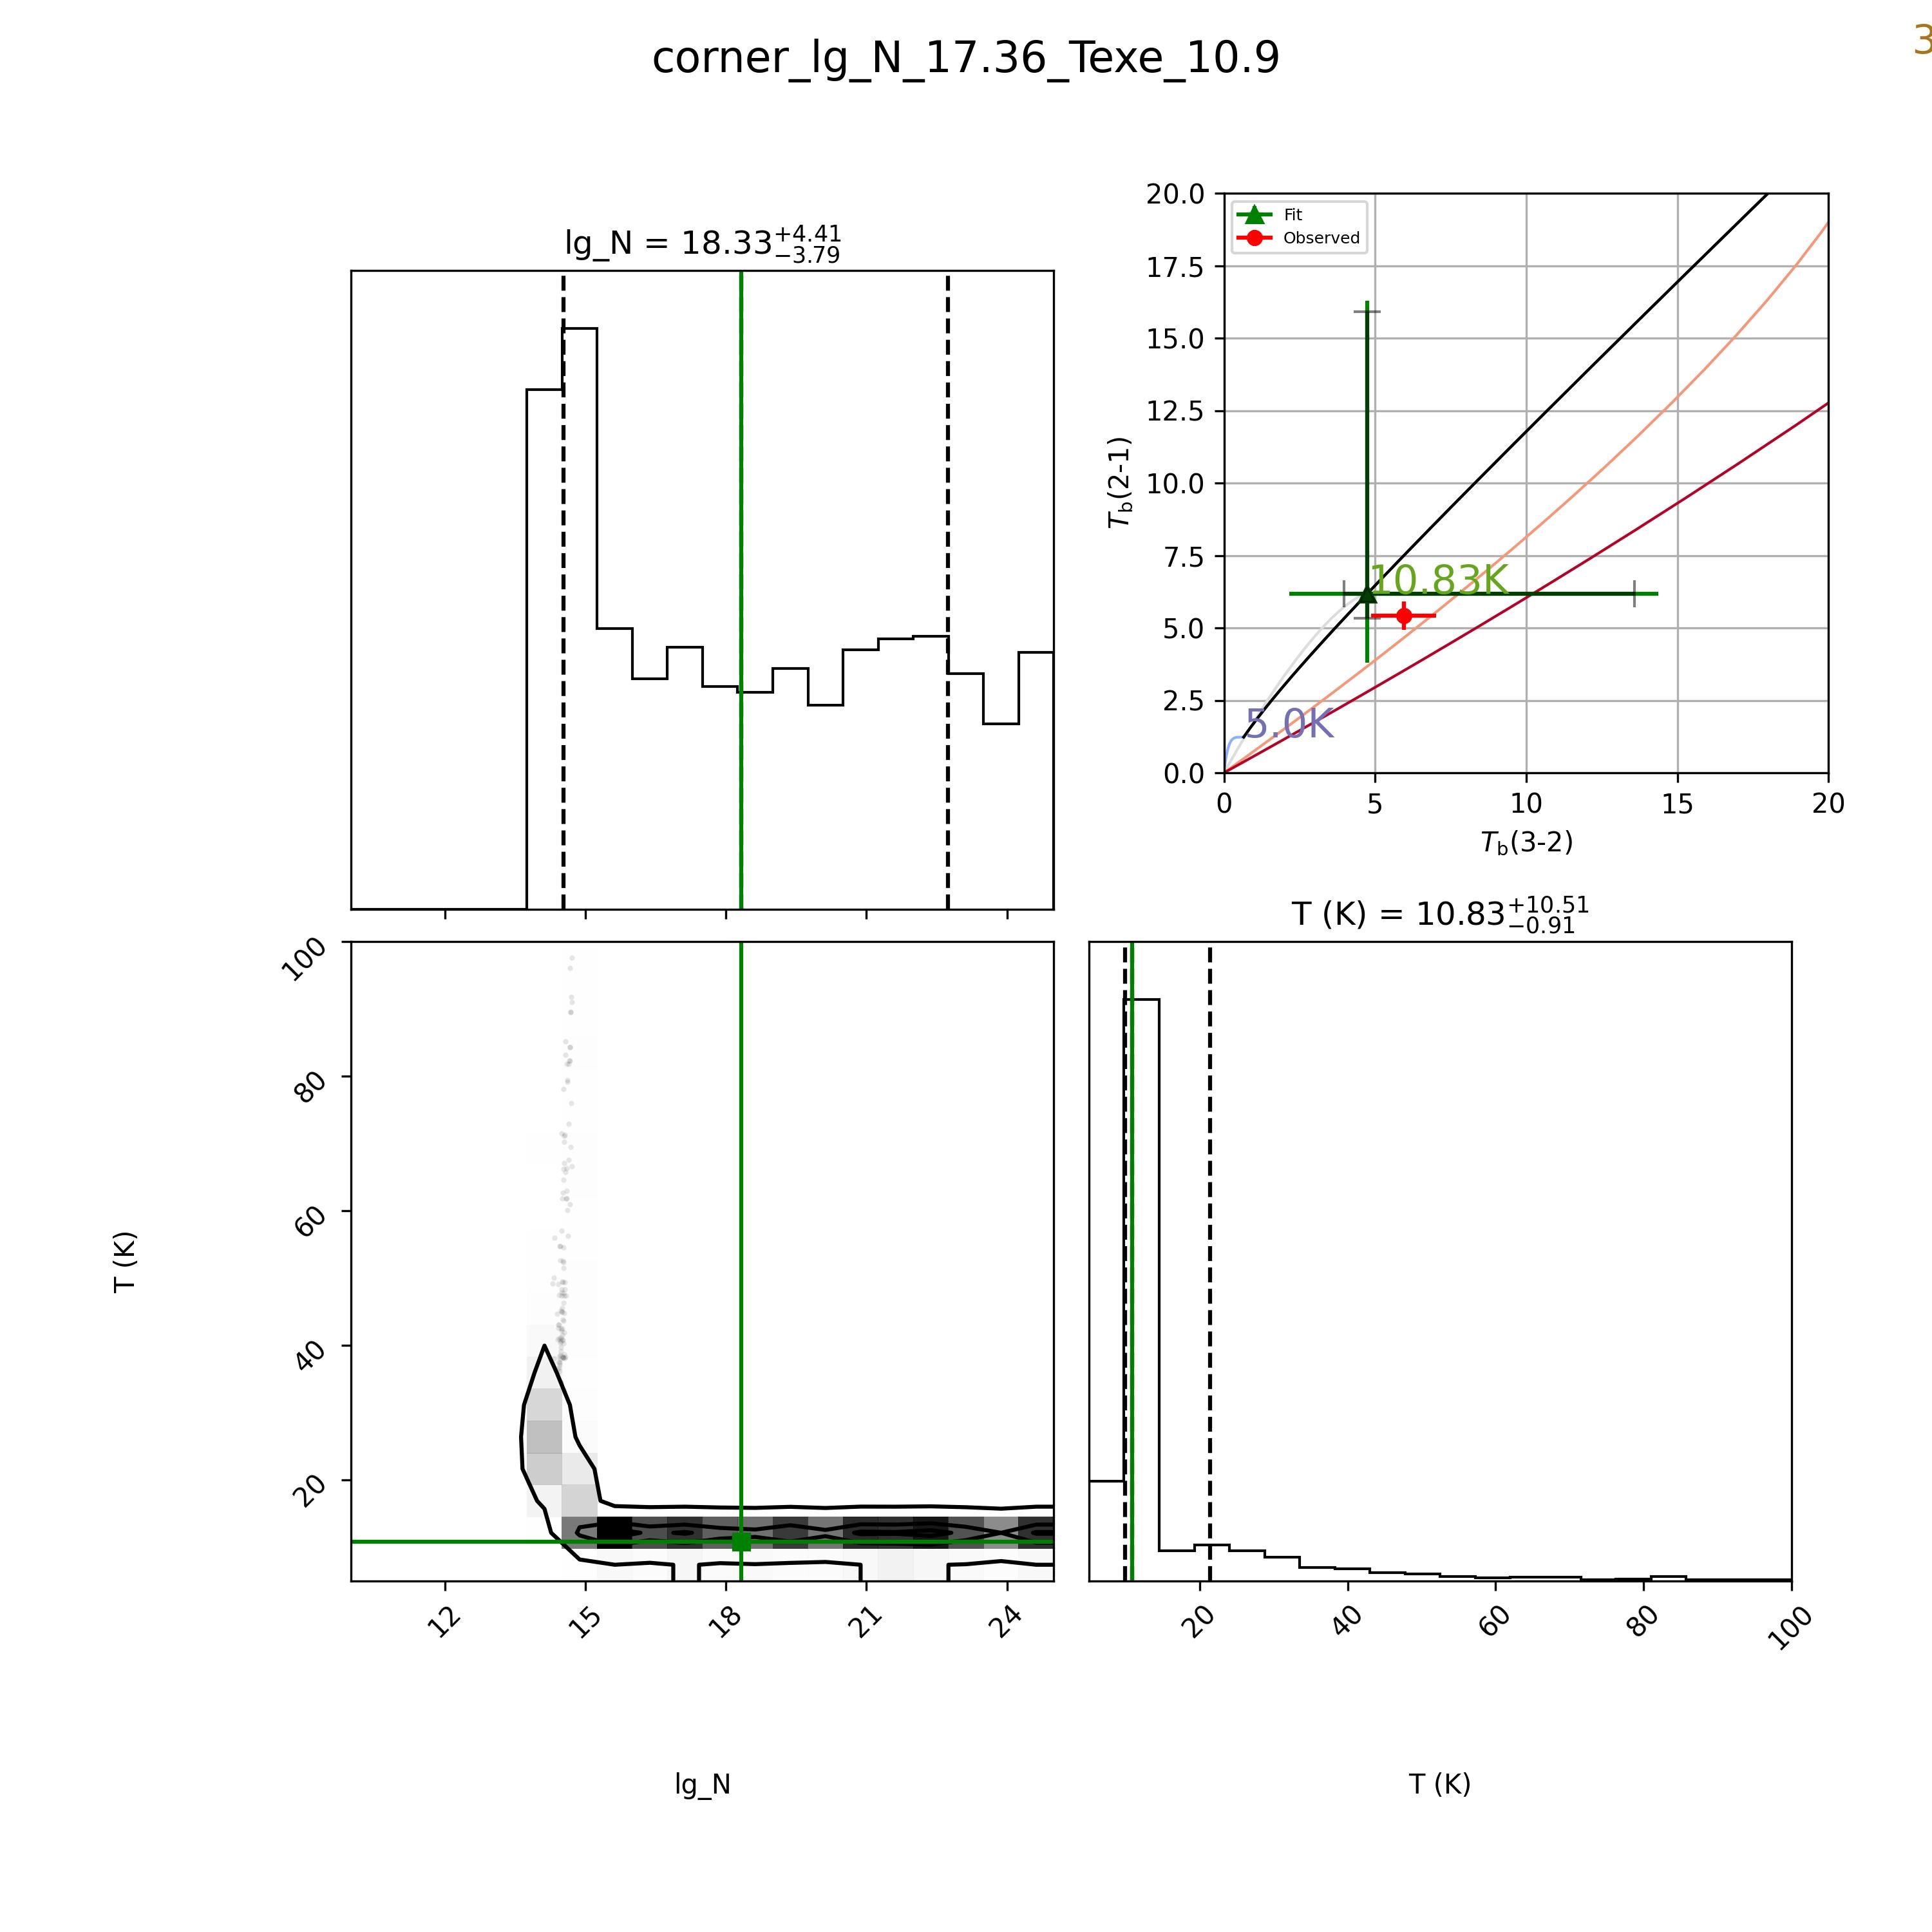 corner_lg_N_17.36_Texe_10.9
3
lg_N = 18.33+4.41−3.79
20.0
17.5
15.0
12.5
10.0
7.5
5.0
2.5
0.0
Tb(2-1)
Fit
Observed
10.83K
5.0K
0 5 10 15 20
Tb(3-2)
T (K) = 10.83+10.51−0.91
100
80
60
40
20
T (K)
12 15 18 21 24
lg_N
20 40 60 80 100
T (K)